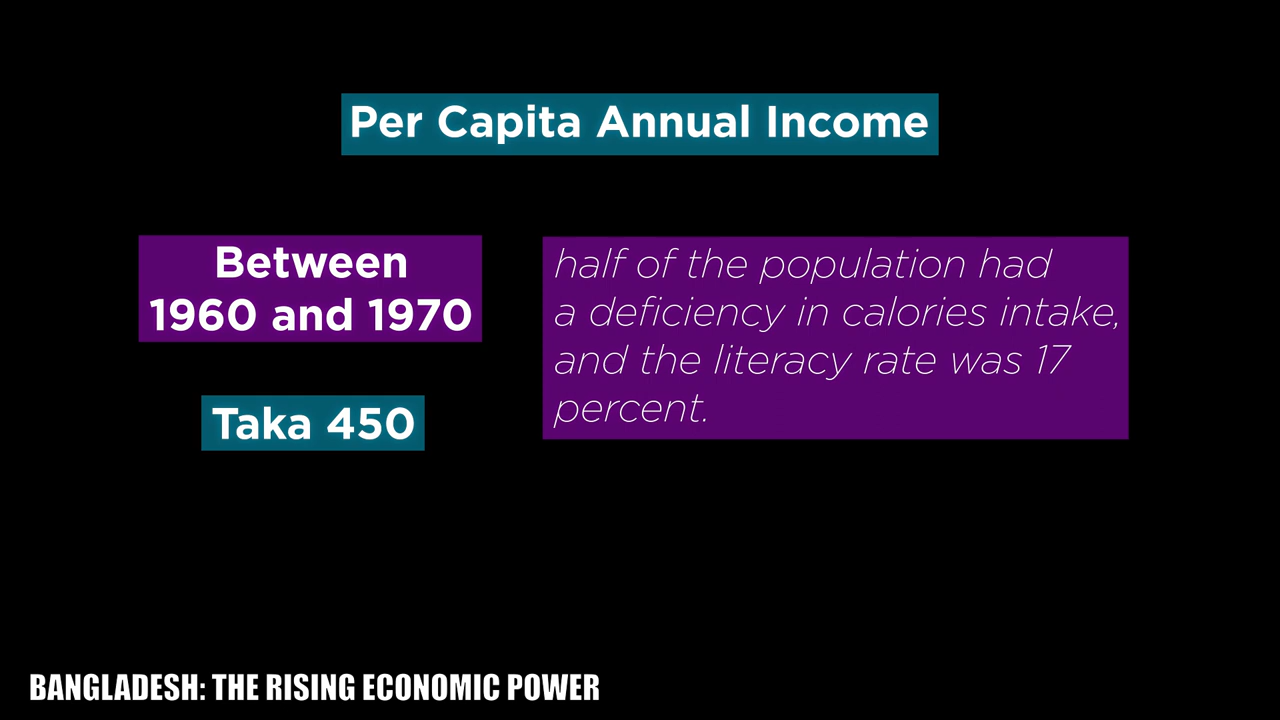 Per Capita Annual Income
Between
1960 and 1970
Taka 450
half of the population had
a deficiency in calories intake,
and the literacy rate was 17
percent.
BANGLADESH: THE RISING ECONOMIC POWER